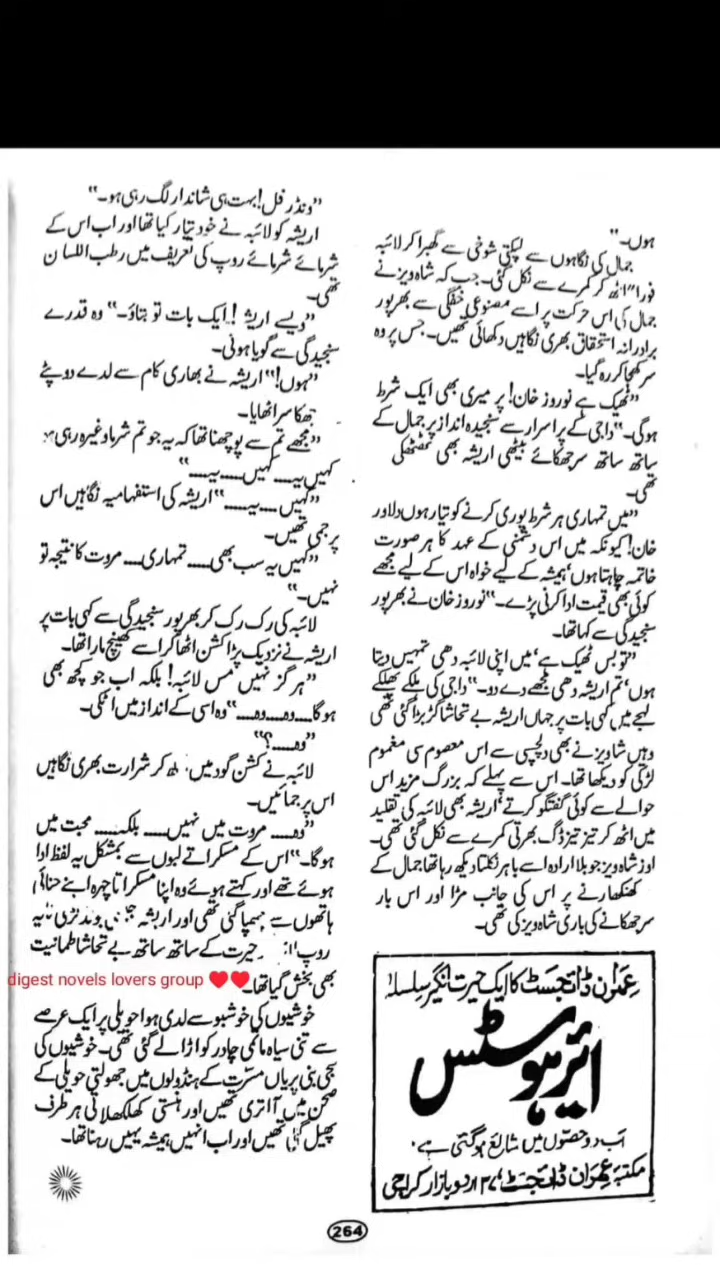 ہوں۔"
جمال کی نگاہوں سے لپکتی شوخی سے گھبرا کر لائبہ
فوراً اٹھ کر کمرے سے نکل گئی۔ جب کہ شاہ ویز نے
جمال کی اس حرکت پر اسے مصنوعی خفگی سے بھرپور
برادرانہ استحقاق بھری نگاہیں دکھائی تھیں۔ جس پر وہ
سر کھجا کر رہ گیا۔
"ٹھیک ہے نوروز خان! پر میری بھی ایک شرط
ہوگی۔" داجی کے پراسرار سے سنجیدہ انداز پر جمال کے
ساتھ ساتھ سر جھکائے بیٹھی اریشہ بھی ٹھٹکی
تھی۔
"میں تمہاری ہر شرط پوری کرنے کو تیار ہوں دلاور
خان! کیونکہ میں اس دشمنی کے عہد کا ہر صورت
خاتمہ چاہتا ہوں، ہمیشہ کے لیے خواہ اس کے لیے مجھے
کوئی بھی قیمت ادا کرنی پڑے۔" نوروز خان نے بھرپور
سنجیدگی سے کہا تھا۔
"تو بس ٹھیک ہے، میں اپنی لائبہ دھی تمہیں دیتا
ہوں، تم اریشہ دھی مجھے دے دو۔" داجی کی ہلکے پھلکے
لہجے میں کہی بات پر جہاں اریشہ بے تحاشا گڑبڑا گئی تھی
وہیں شاویز نے بھی دلچسپی سے اس معصوم سی مغموم
لڑکی کو دیکھا تھا۔ اس سے پہلے کہ بزرگ مزید اس
حوالے سے کوئی گفتگو کرتے، اریشہ بھی لائبہ کی تقلید
میں اٹھ کر تیز تیز ڈگ بھرتی کمرے سے نکل گئی تھی۔
اور شاہ ویز جو بلا ارادہ اسے باہر نکلتا دیکھ رہا تھا جمال کے
کھنکھارنے پر اس کی جانب مڑا اور اس بار
سر جھکانے کی باری شاہ ویز کی تھی۔
عمران ڈائجسٹ کا ایک حیرت انگیز سلسلہ
ائر ہوسٹس
اب دو حصوں میں شائع ہوگئی ہے۔
مکتبہ عمران ڈائجسٹ، ۳۷ اردو بازار کراچی
"ونڈر فل! بہت ہی شاندار لگ رہی ہو۔"
اریشہ کو لائبہ نے خود تیار کیا تھا اور اب اس کے
شرمائے شرمائے روپ کی تعریف میں رطب اللسان
تھی۔
"ویسے اریشہ! ایک بات تو بتاؤ۔" وہ قدرے
سنجیدگی سے گویا ہوئی۔
"ہوں!" اریشہ نے بھاری کام سے لدے دوپٹے
جھکا سر اٹھایا۔
"مجھے تم سے پوچھنا تھا کہ یہ جو تم شرما وغیرہ رہی ہو
کہیں یہ..... کہیں..... یہ....."
"کہیں..... یہ....." اریشہ کی استفہامیہ نگاہیں اس
پر جمی تھیں۔
"کہیں یہ سب بھی..... تمہاری..... مروت کا نتیجہ تو
نہیں۔"
لائبہ کی رک رک کر بھرپور سنجیدگی سے کہی بات پر
اریشہ نے نزدیک پڑا کشن اٹھا کر اسے کھینچ مارا تھا۔
"ہرگز نہیں مس لائبہ! بلکہ اب جو کچھ بھی
ہوگا..... وہ..... وہ....." وہ اسی کے انداز میں اٹکی۔
"وہ.....؟"
لائبہ نے کشن گود میں رکھ کر شرارت بھری نگاہیں
اس پر جمائیں۔
"وہ..... مروت میں نہیں..... بلکہ..... محبت میں
ہوگا۔" اس کے مسکراتے لبوں سے بمشکل یہ لفظ ادا
ہوئے تھے اور کہتے ہوئے وہ اپنا مسکراتا چہرہ اپنے حنائی
ہاتھوں سے چھپا گئی تھی اور اریشہ یہ
روپ حیرت کے ساتھ ساتھ بے تحاشا طمانیت
بھی بخش گیا تھا۔
digest novels lovers group ❤❤
خوشیوں کی خوشبو سے لدی ہوا حویلی پر ایک عرصے
سے تنی سیاہ ماتمی چادر کو اڑا لے گئی تھی۔ خوشیوں کی
سجی بنی پریاں مسرت کے ہنڈولوں میں جھولتی حویلی کے
صحن میں آ اتری تھیں اور ہنستی کھلکھلاتی ہر طرف
پھیل گئی تھیں اور اب انہیں ہمیشہ یہیں رہنا تھا۔
264